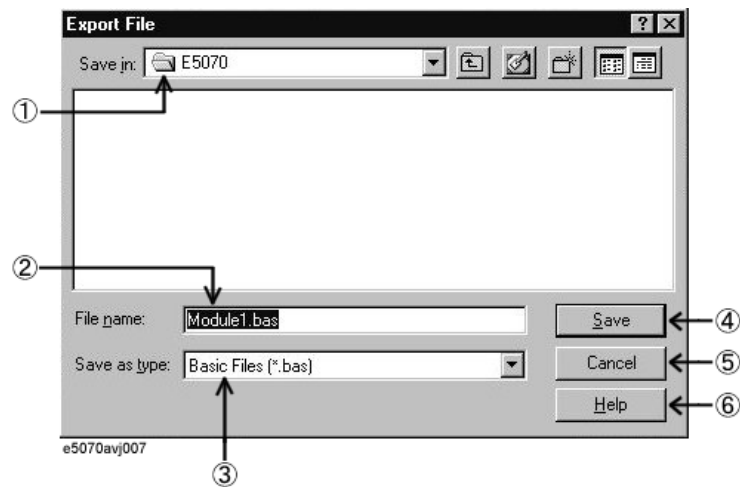 Export File
Save in: E5070
①
②
File name: Module1.bas Save ④
Save as type: Basic Files (*.bas) Cancel ⑤
Help ⑥
e5070avj007
③